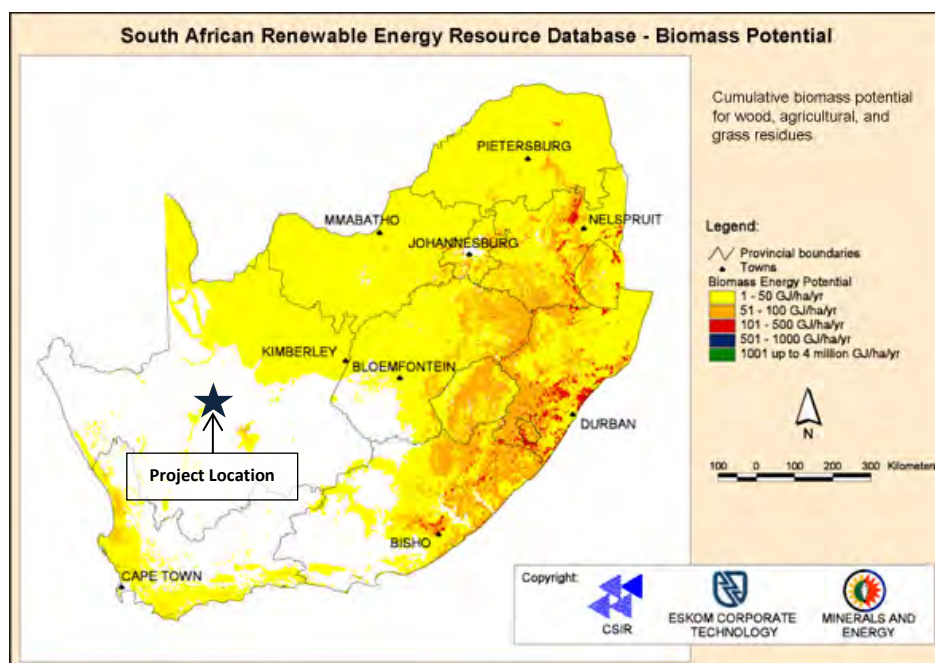 South African Renewable Energy Resource Database - Biomass Potential
Cumulative biomass potential
for wood, agricultural, and
grass residues.
PIETERSBURG
MMABATHO
NELSPRUIT
JOHANNESBURG
KIMBERLEY
BLOEMFONTEIN
DURBAN
Project Location
BISHO
CAPE TOWN
Legend:
Provincial boundaries
Towns
Biomass Energy Potential
1 - 50 GJ/ha/yr
51 - 100 GJ/ha/yr
101 - 500 GJ/ha/yr
501 - 1000 GJ/ha/yr
1001 up to 4 million GJ/ha/yr
N
100 0 100 200 300 Kilometers
Copyright:
CSIR
ESKOM CORPORATE
TECHNOLOGY
MINERALS AND
ENERGY